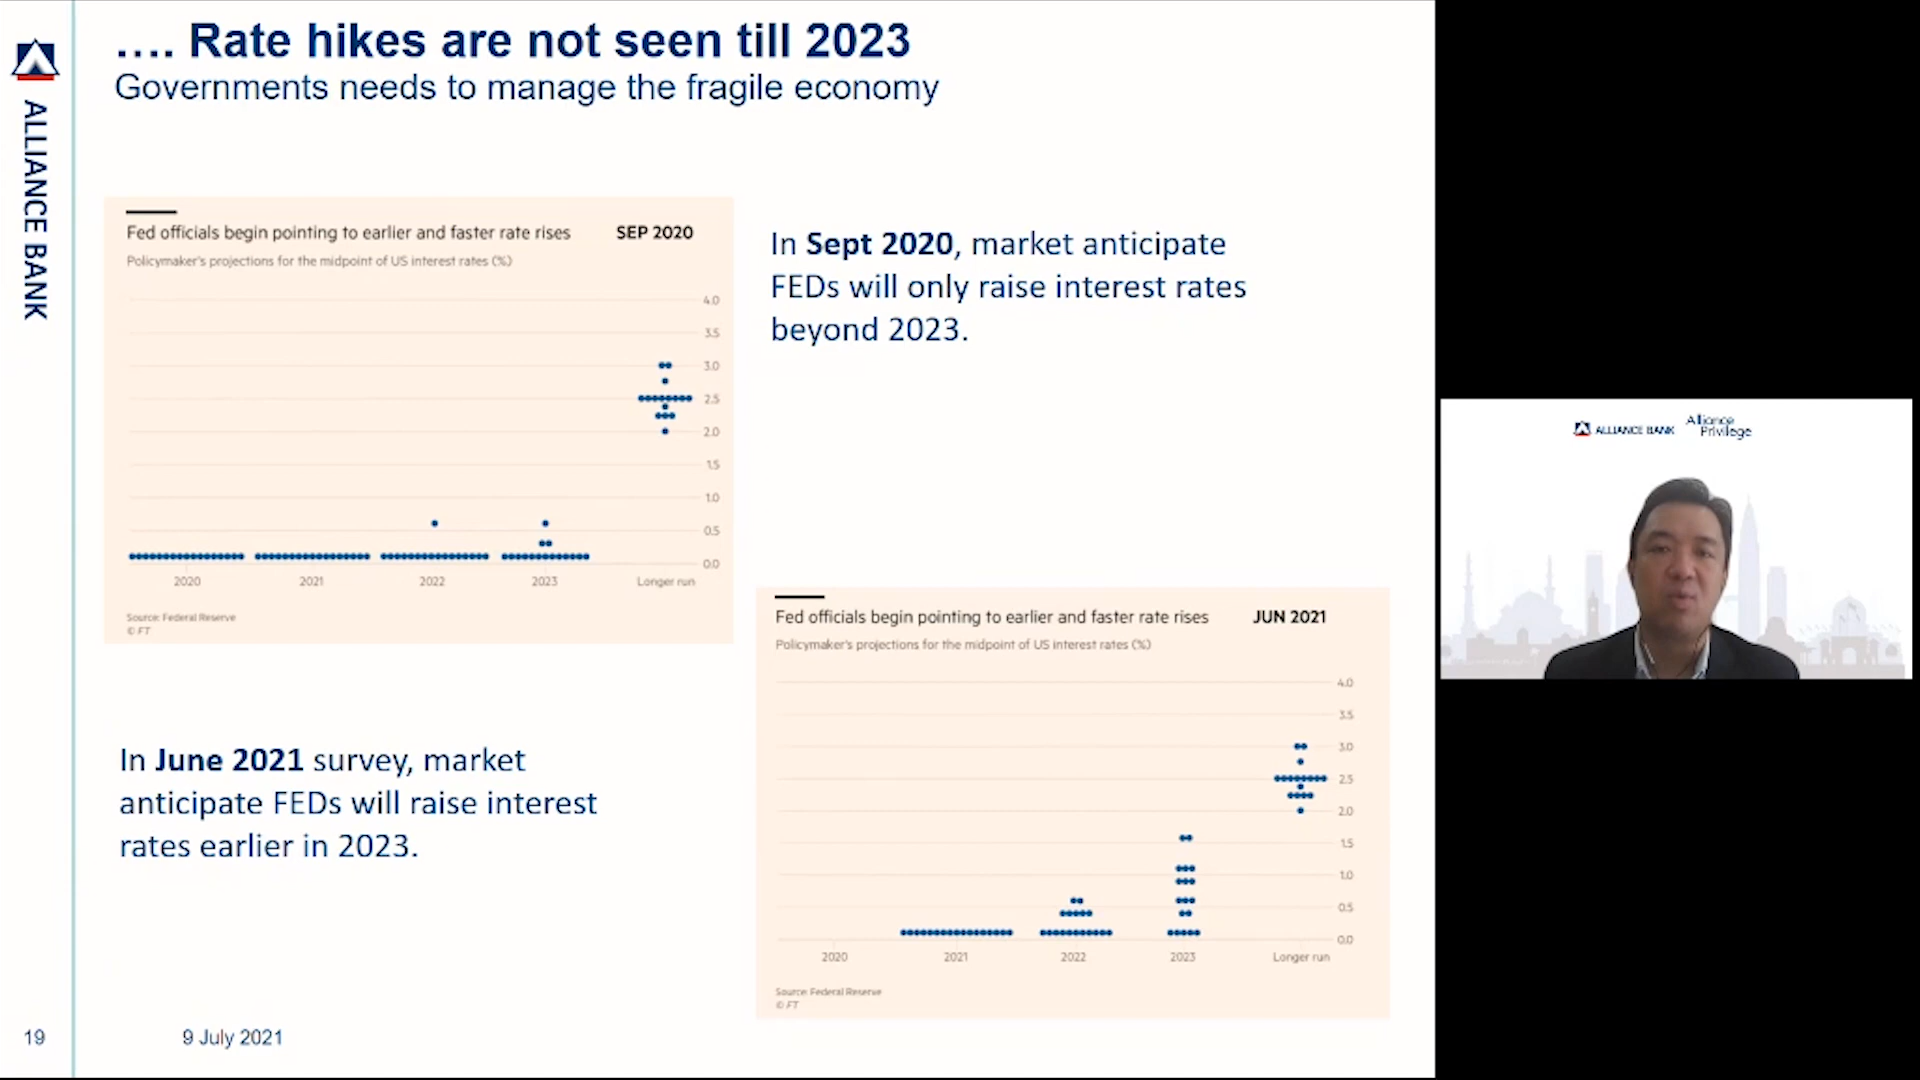 ALLIANCE BANK
.... Rate hikes are not seen till 2023
Governments needs to manage the fragile economy
Fed officials begin pointing to earlier and faster rate rises SEP 2020
Policymaker's projections for the midpoint of US interest rates (%)
4.0
3.5
3.0
2.5
2.0
1.5
1.0
0.5
0.0
2020 2021 2022 2023 Longer run
Source: Federal Reserve
© FT
In Sept 2020, market anticipate
FEDs will only raise interest rates
beyond 2023.
In June 2021 survey, market
anticipate FEDs will raise interest
rates earlier in 2023.
Fed officials begin pointing to earlier and faster rate rises JUN 2021
Policymaker's projections for the midpoint of US interest rates (%)
4.0
3.5
3.0
2.5
2.0
1.5
1.0
0.5
0.0
2020 2021 2022 2023 Longer run
Source: Federal Reserve
© FT
19 9 July 2021
ALLIANCE BANK Alliance
Privilege